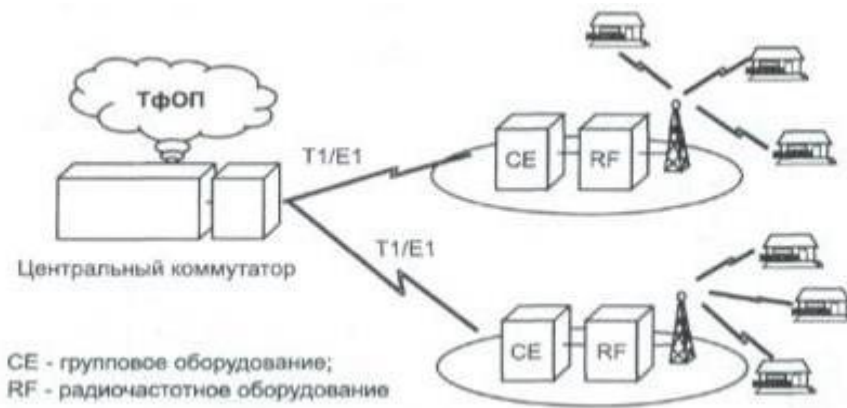 ТфОП
T1/E1
CE
RF
T1/E1
Центральный коммутатор
CE
RF
CE - групповое оборудование;
RF - радиочастотное оборудование